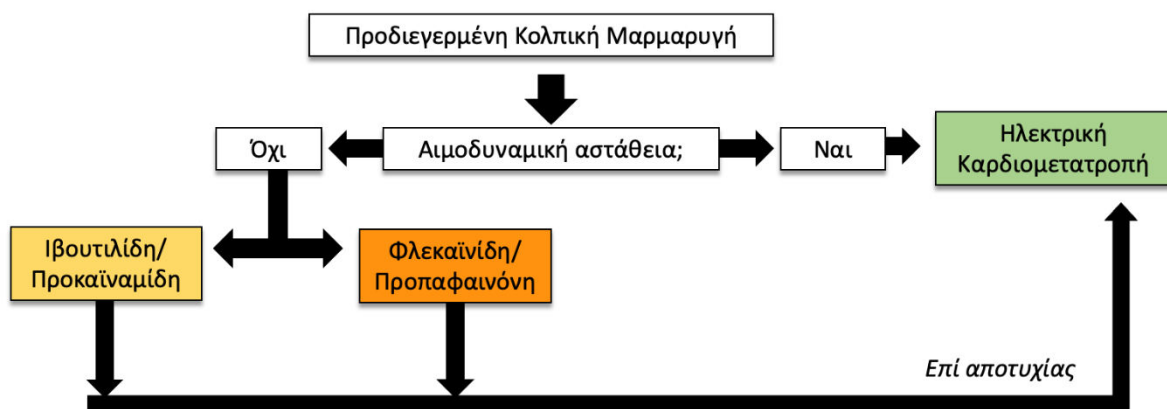 Προδιεγερμένη Κολπική Μαρμαρυγή
Όχι
Αιμοδυναμική αστάθεια;
Ναι
Ηλεκτρική
Καρδιομετατροπή
Ιβουτιλίδη/
Προκαϊναμίδη
Φλεκαϊνίδη/
Προπαφαινόνη
Επί αποτυχίας